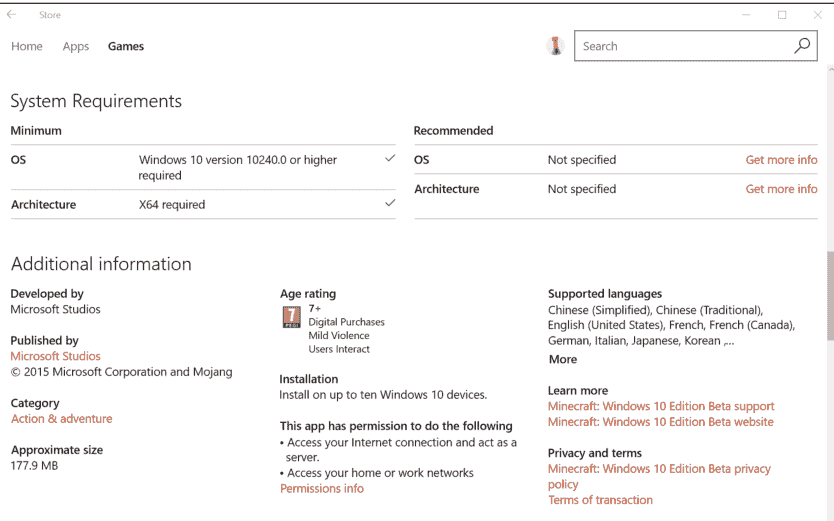 Store
Home Apps Games
Search
System Requirements
Minimum
OS Windows 10 version 10240.0 or higher
required
Architecture X64 required
Recommended
OS Not specified Get more info
Architecture Not specified Get more info
Additional information
Developed by
Microsoft Studios
Published by
Microsoft Studios
© 2015 Microsoft Corporation and Mojang
Category
Action & adventure
Approximate size
177.9 MB
Age rating
7
PEGI
7+
Digital Purchases
Mild Violence
Users Interact
Installation
Install on up to ten Windows 10 devices.
This app has permission to do the following
• Access your Internet connection and act as a
server.
• Access your home or work networks
Permissions info
Supported languages
Chinese (Simplified), Chinese (Traditional),
English (United States), French, French (Canada),
German, Italian, Japanese, Korean ,...
More
Learn more
Minecraft: Windows 10 Edition Beta support
Minecraft: Windows 10 Edition Beta website
Privacy and terms
Minecraft: Windows 10 Edition Beta privacy
policy
Terms of transaction